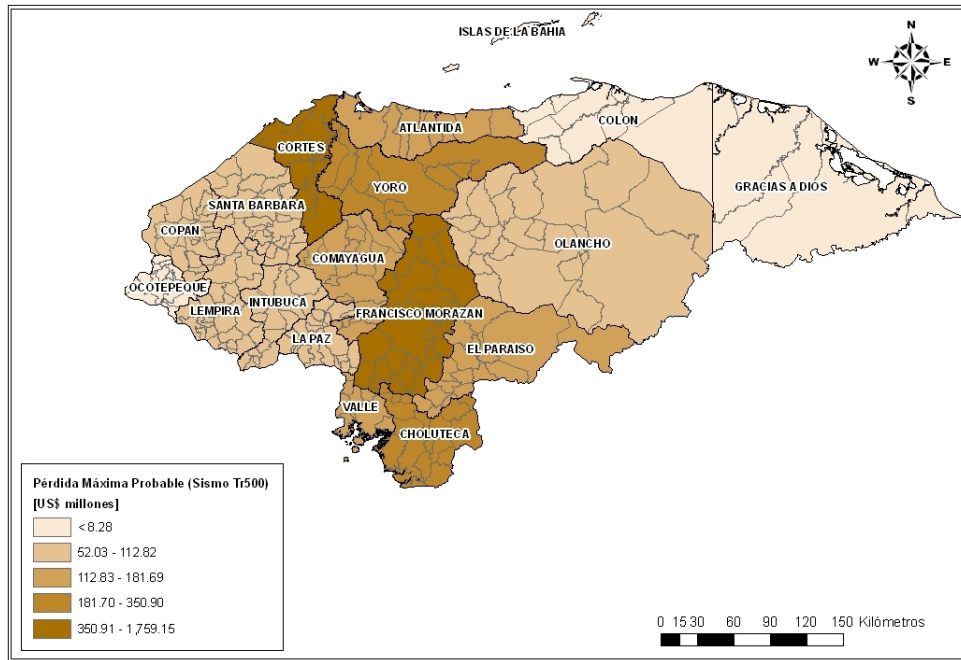 ISLAS DE LA BAHIA
N
W E
S
COLON
ATLANTIDA
CORTES
GRACIAS A DIOS
YORO
SANTA BARBARA
COPAN
OLANCHO
COMAYAGUA
OCOTEPEQUE
INTUBUCA
LEMPIRA
FRANCISCO MORAZAN
LA PAZ
EL PARAISO
VALLE
CHOLUTECA
Pérdida Máxima Probable (Sismo Tr500)
[US$ millones]
< 8.28
52.03 - 112.82
112.83 - 181.69
181.70 - 350.90
350.91 - 1,759.15
0 15 30 60 90 120 150 Kilómetros